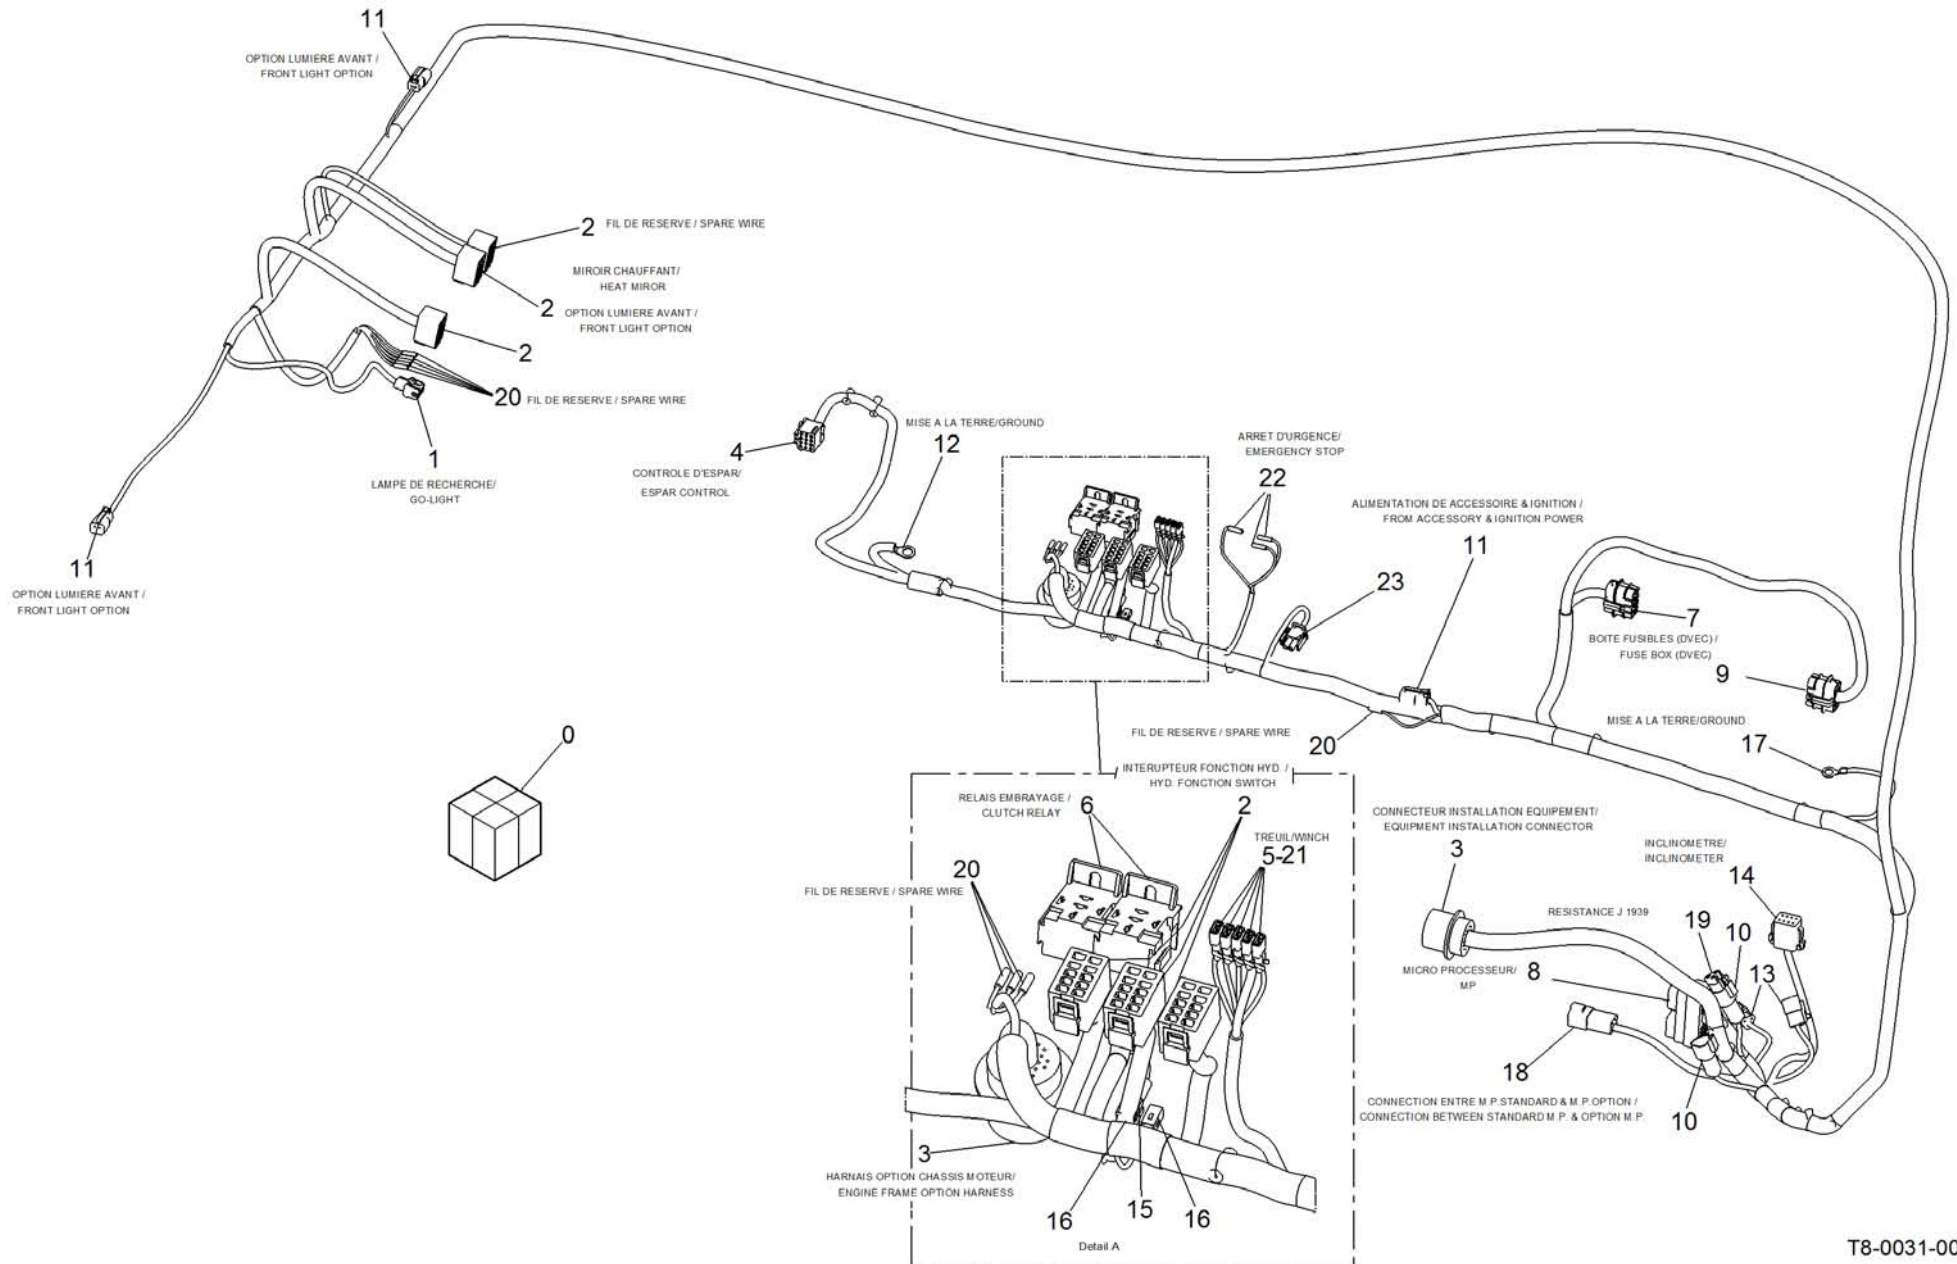 11
OPTION LUMIERE AVANT /
FRONT LIGHT OPTION
2
FIL DE RESERVE / SPARE WIRE
MIROIR CHAUFFANT/
HEAT MIROR
2
OPTION LUMIERE AVANT /
FRONT LIGHT OPTION
2
20
FIL DE RESERVE / SPARE WIRE
1
LAMPE DE RECHERCHE/
GO-LIGHT
11
OPTION LUMIERE AVANT /
FRONT LIGHT OPTION
4
CONTROLE D'ESPAR/
ESPAR CONTROL
MISE A LA TERRE/GROUND
12
ARRET D'URGENCE/
EMERGENCY STOP
22
23
ALIMENTATION DE ACCESSOIRE & IGNITION /
FROM ACCESSORY & IGNITION POWER
11
7
BOITE FUSIBLES (DVEC) /
FUSE BOX (DVEC)
9
MISE A LA TERRE/GROUND
17
FIL DE RESERVE / SPARE WIRE
20
0
INTERUPTEUR FONCTION HYD. /
HYD. FONCTION SWITCH
RELAIS EMBRAYAGE /
CLUTCH RELAY
6
2
TREUIL/WINCH
5-21
20
FIL DE RESERVE / SPARE WIRE
3
HARNAIS OPTION CHASSIS MOTEUR/
ENGINE FRAME OPTION HARNESS
16
15
16
Detail A
CONNECTEUR INSTALLATION EQUIPEMENT/
EQUIPMENT INSTALLATION CONNECTOR
3
INCLINOMETRE/
INCLINOMETER
14
RESISTANCE J 1939
19
10
13
MICRO PROCESSEUR/
MP
8
18
CONNECTION ENTRE M.P.STANDARD & M.P.OPTION /
CONNECTION BETWEEN STANDARD M.P. & OPTION M.P.
10
T8-0031-00